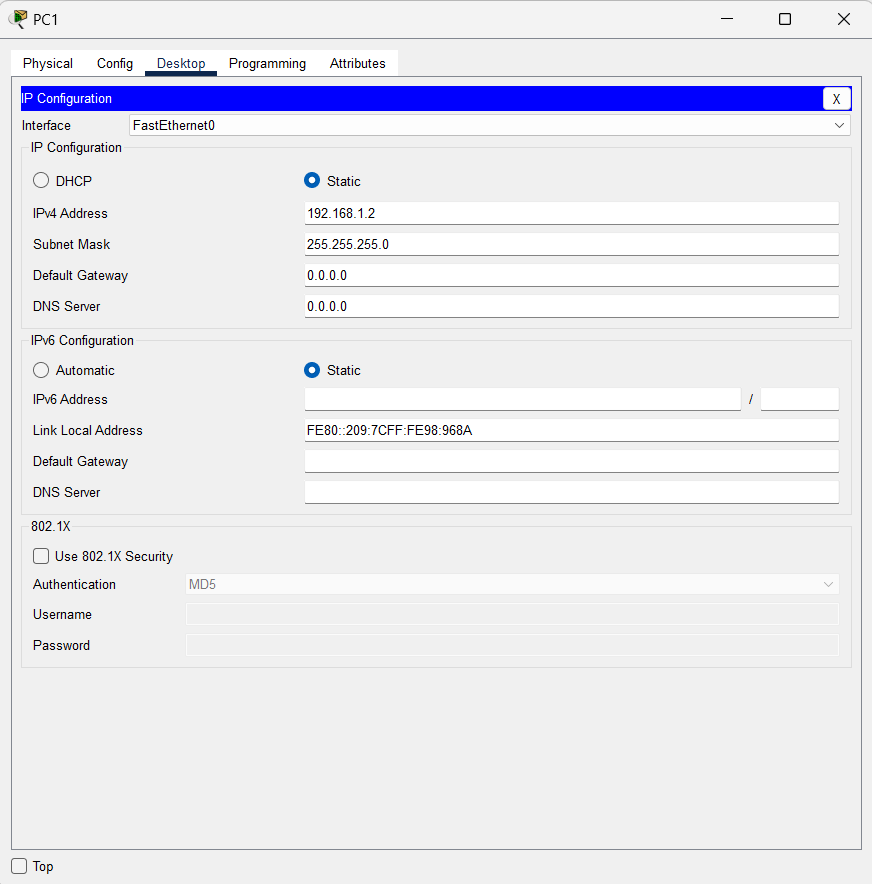 PC1
Physical Config Desktop Programming Attributes
IP Configuration X
Interface FastEthernet0
IP Configuration
DHCP Static
IPv4 Address 192.168.1.2
Subnet Mask 255.255.255.0
Default Gateway 0.0.0.0
DNS Server 0.0.0.0
IPv6 Configuration
Automatic Static
IPv6 Address /
Link Local Address FE80::209:7CFF:FE98:968A
Default Gateway
DNS Server
802.1X
Use 802.1X Security
Authentication MD5
Username
Password
Top